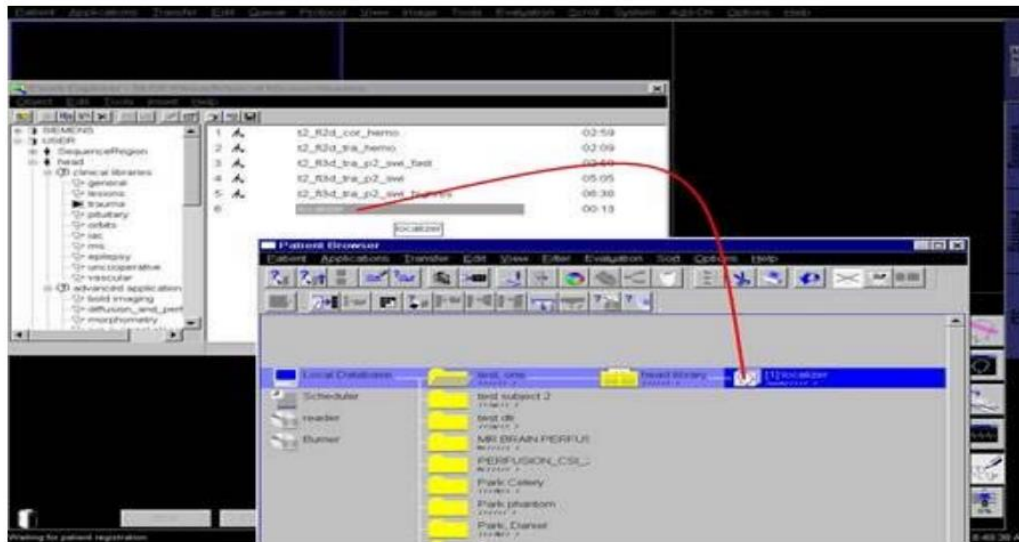 Patient Applications Transfer Edit Queue Protocol View Image Tools Evaluation Scroll System Options Help
Object Edit Tools Insert Help
SIEMENS
USER
SequenceRegion
head
clinical libraries
general
lesions
trauma
pituitary
orbits
iac
ms
epilepsy
uncooperative
vascular
advanced application
bold imaging
diffusion_and_perf
morphometry
1 t2_fl2d_cor_hemo 02:59
2 t2_fl2d_tra_hemo 02:09
3 t2_fl3d_tra_p2_swi_fast
4 t2_fl3d_tra_p2_swi 05:05
5 t2_fl3d_tra_p2_swi 06:38
6 localizer 00:13
localizer
Patient Browser
Patient Applications Transfer Edit View Filter Evaluation Sort Options Help
Local Database
Scheduler
reader
Burner
head library
[1]localizer
test subject 2
test dti
MR BRAIN PERFUS
PERFUSION_CSI_
Park Celery
Park phantom
Park, Daniel
Waiting for patient registration